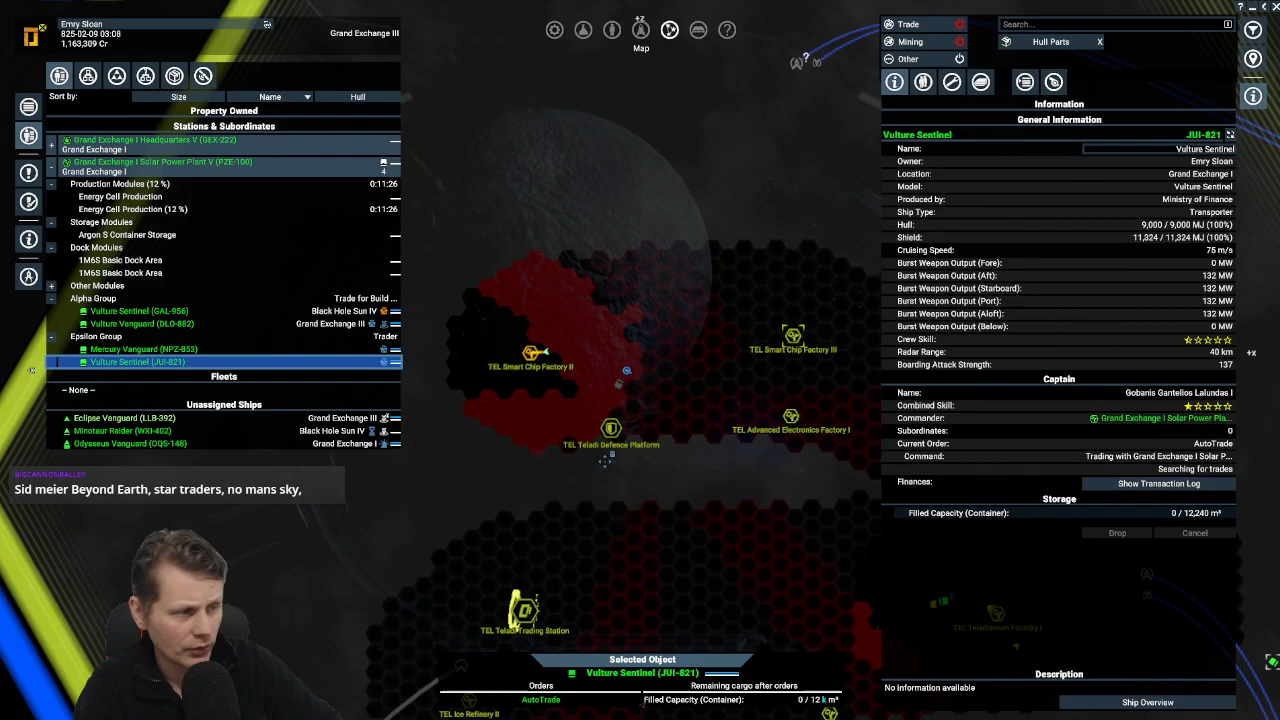 Emry Sloan
825-02-09 03:08
1,163,309 Cr
Grand Exchange III
Sort by:
Size
Name
Hull
Property Owned
Stations & Subordinates
Grand Exchange I Headquarters V (GEX-222)
Grand Exchange I
Grand Exchange I Solar Power Plant V (PZE-100)
Grand Exchange I
4
Production Modules (12 %)
0:11:26
Energy Cell Production
Energy Cell Production (12 %)
0:11:26
Storage Modules
Argon S Container Storage
Dock Modules
1M6S Basic Dock Area
1M6S Basic Dock Area
Other Modules
Alpha Group
Trade for Build ...
Vulture Sentinel (GAL-956)
Black Hole Sun IV
Vulture Vanguard (DLO-882)
Grand Exchange III
Epsilon Group
Trader
Mercury Vanguard (NPZ-853)
Vulture Sentinel (JUI-821)
Fleets
-- None --
Unassigned Ships
Eclipse Vanguard (LLB-392)
Grand Exchange III
Minotaur Raider (WXI-402)
Black Hole Sun IV
Odysseus Vanguard (OQS-148)
Grand Exchange I
Sid meier Beyond Earth, star traders, no mans sky,
+z
Map
?
TEL Smart Chip Factory II
TEL Smart Chip Factory III
TEL Teladi Defence Platform
TEL Advanced Electronics Factory I
TEL Teladi Trading Station
TEL Ice Refinery II
TEL Teladianium Foundry I
+x
Selected Object
Vulture Sentinel (JUI-821)
Orders
Remaining cargo after orders
AutoTrade
Filled Capacity (Container):
0 / 12 k m³
Trade
Mining
Other
Search...
Hull Parts
X
Information
General Information
Vulture Sentinel
JUI-821
Name:
Vulture Sentinel
Owner:
Emry Sloan
Location:
Grand Exchange I
Model:
Vulture Sentinel
Produced by:
Ministry of Finance
Ship Type:
Transporter
Hull:
9,000 / 9,000 MJ (100%)
Shield:
11,324 / 11,324 MJ (100%)
Cruising Speed:
75 m/s
Burst Weapon Output (Fore):
0 MW
Burst Weapon Output (Aft):
132 MW
Burst Weapon Output (Starboard):
132 MW
Burst Weapon Output (Port):
132 MW
Burst Weapon Output (Aloft):
132 MW
Burst Weapon Output (Below):
0 MW
Crew Skill:
Radar Range:
40 km
Boarding Attack Strength:
137
Captain
Name:
Gobanis Gantelios Lalundas I
Combined Skill:
Commander:
Grand Exchange I Solar Power Pla...
Subordinates:
0
Current Order:
AutoTrade
Command:
Trading with Grand Exchange I Solar P...
Searching for trades
Finances:
Show Transaction Log
Storage
Filled Capacity (Container):
0 / 12,240 m³
Drop
Cancel
Description
No information available
Ship Overview